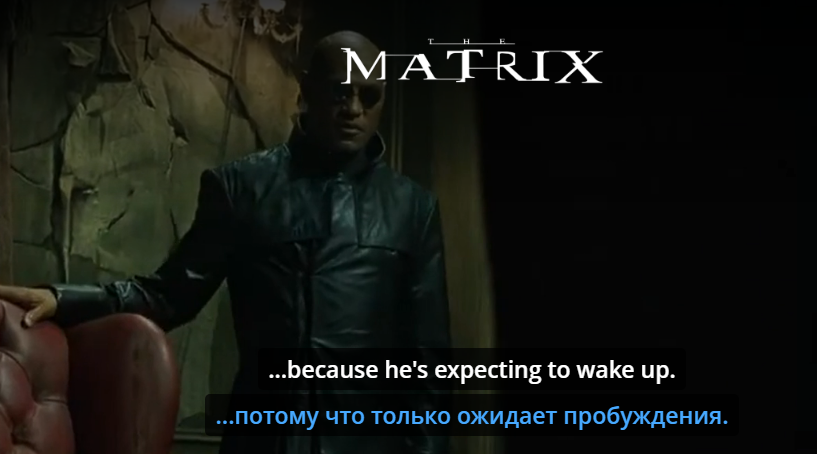 THE
MATRIX
...because he's expecting to wake up.
...потому что только ожидает пробуждения.